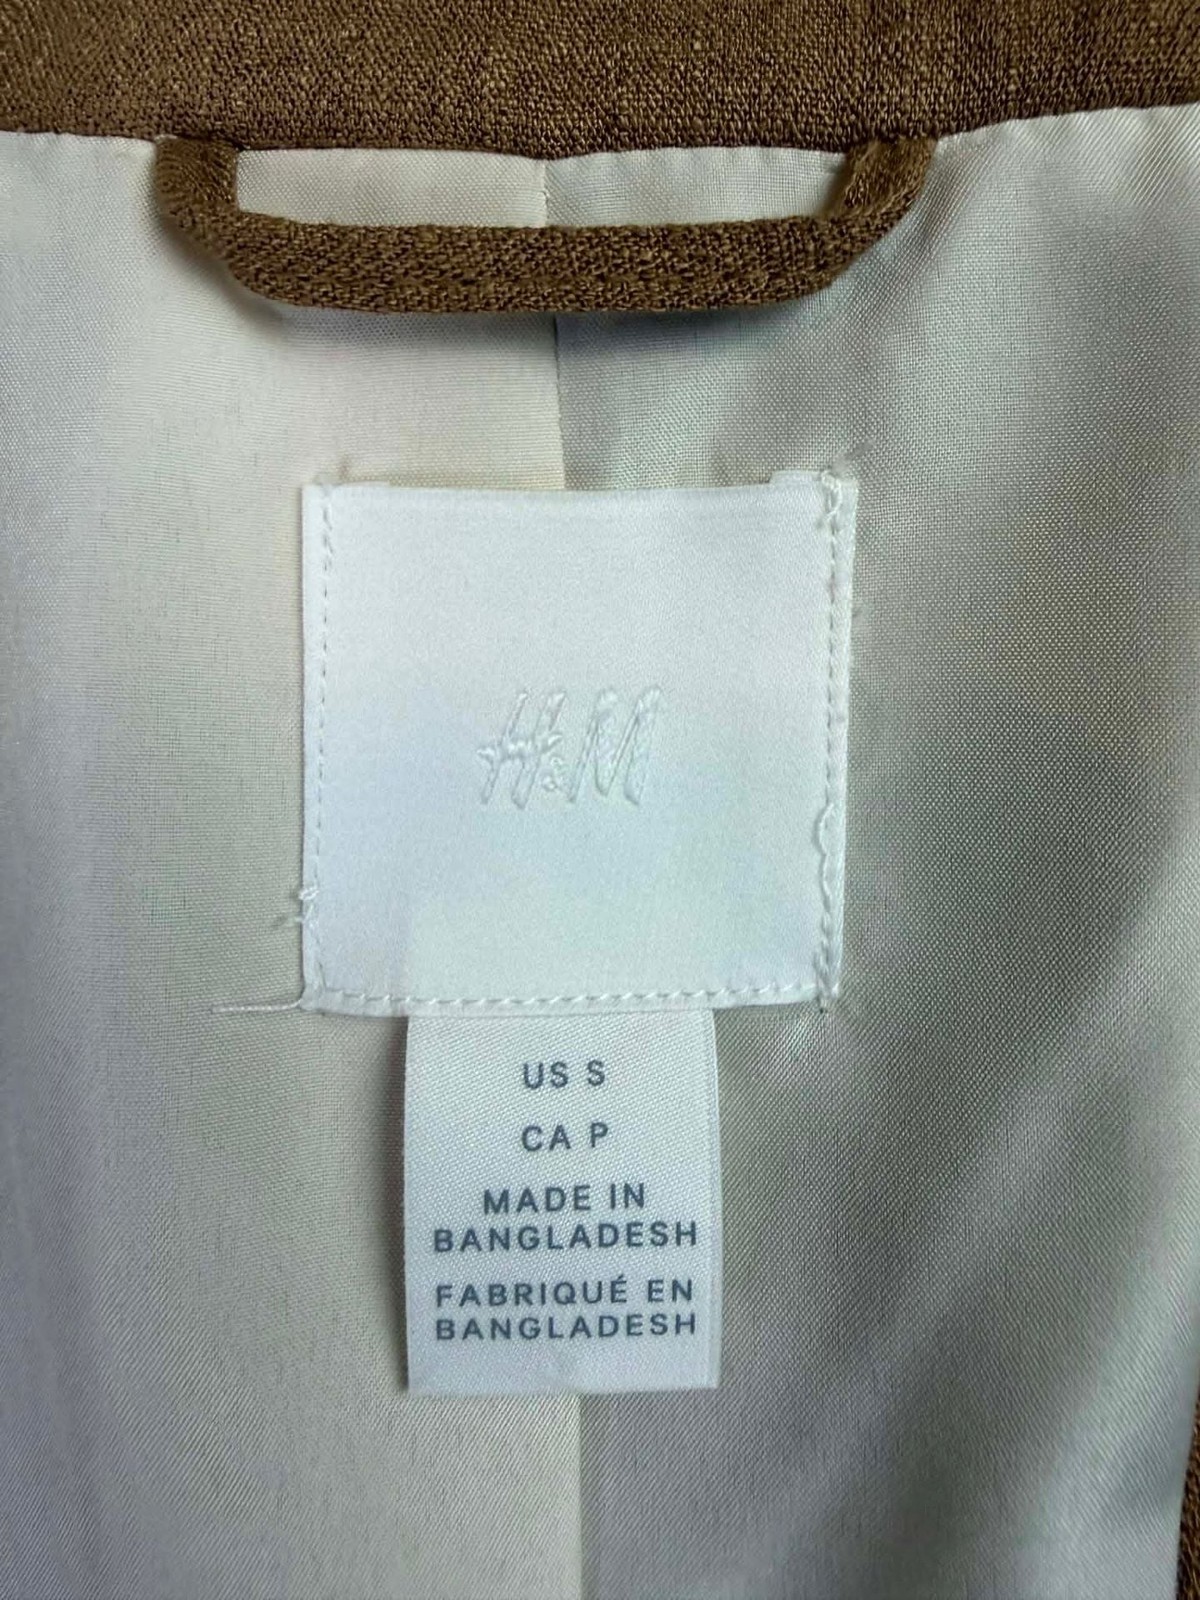 H&M
US S
CA P
MADE IN
BANGLADESH
FABRIQUÉ EN
BANGLADESH